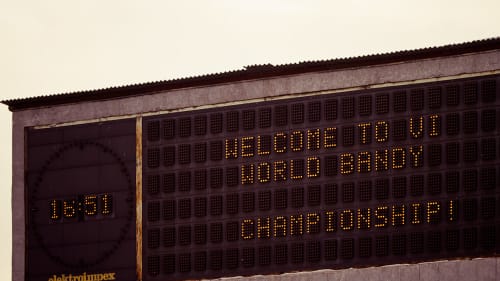 WELCOME TO VI
WORLD BANDY
CHAMPIONSHIP!
16:51
elektroimpex